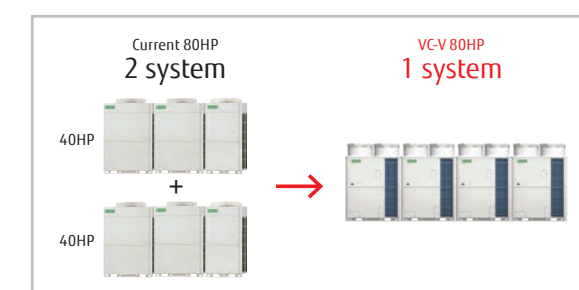 Current 80HP
2 system
VC-V 80HP
1 system
40HP
+
40HP